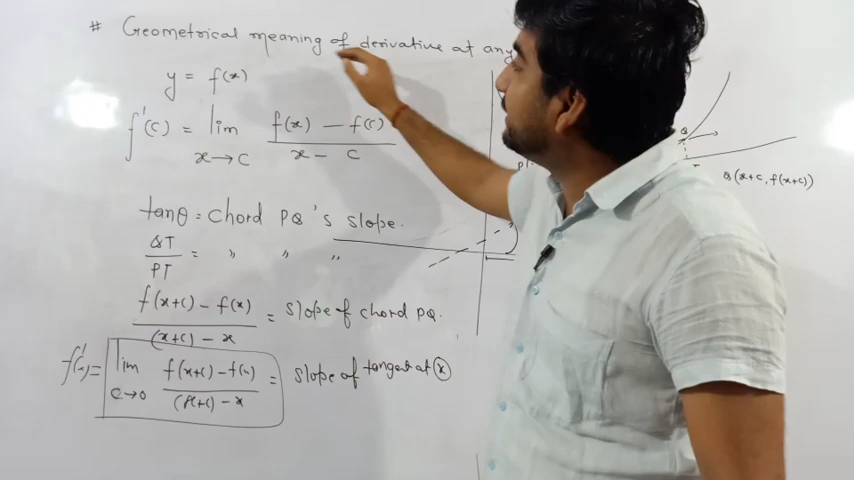 # Geometrical meaning of derivative at any
y = f(x)
f'(c) = lim x→c f(x) - f(c) / x - c
tanθ = chord PQ's slope.
QT / PT = " " "
f(x+c) - f(x) / (x+c) - x = slope of chord PQ.
f'(x) = lim c→0 f(x+c) - f(x) / (x+c) - x = slope of tangent at x
P(
Q
T
Q(x+c, f(x+c))